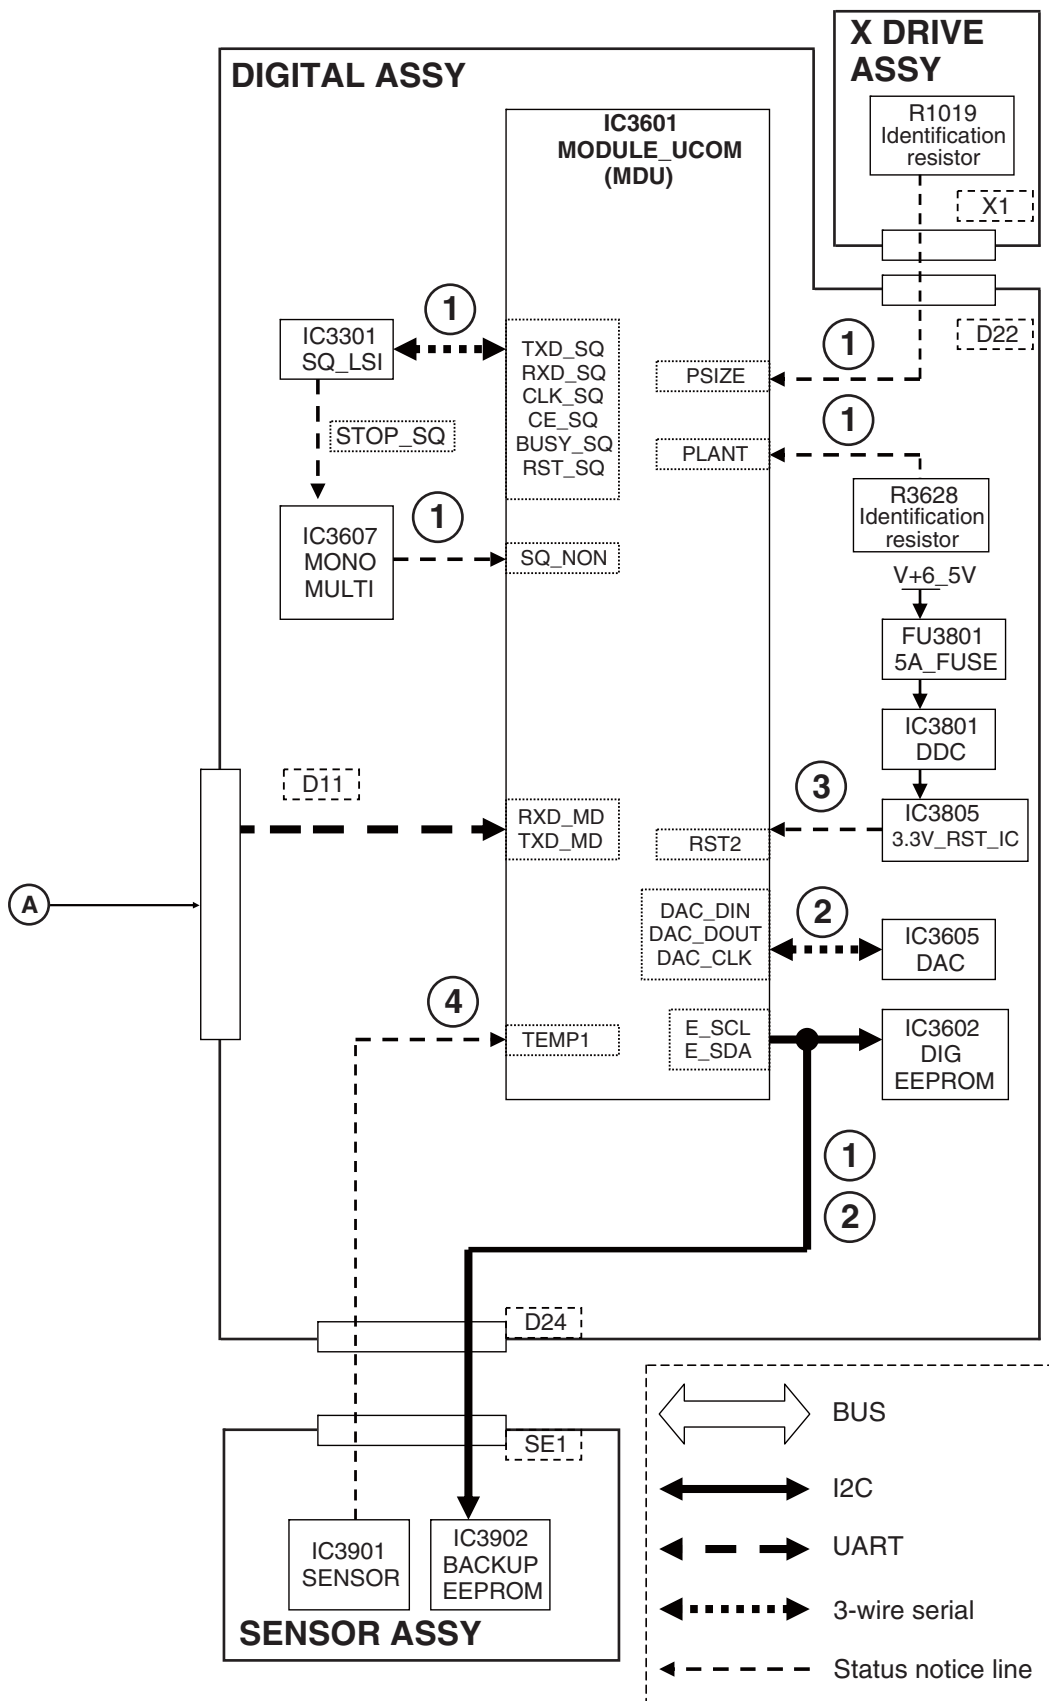 X DRIVE
ASSY
DIGITAL ASSY
R1019
Identification
resistor
IC3601
MODULE_UCOM
(MDU)
X1
1
IC3301
SQ_LSI
TXD_SQ
RXD_SQ
CLK_SQ
CE_SQ
BUSY_SQ
RST_SQ
D22
1
PSIZE
1
PLANT
STOP_SQ
R3628
Identification
resistor
1
IC3607
MONO
MULTI
SQ_NON
V+6_5V
FU3801
5A_FUSE
IC3801
DDC
D11
3
RXD_MD
TXD_MD
RST2
IC3805
3.3V_RST_IC
A
DAC_DIN
DAC_DOUT
DAC_CLK
2
IC3605
DAC
4
TEMP1
E_SCL
E_SDA
IC3602
DIG
EEPROM
1
2
D24
SE1
IC3901
SENSOR
IC3902
BACKUP
EEPROM
SENSOR ASSY
BUS
I2C
UART
3-wire serial
Status notice line